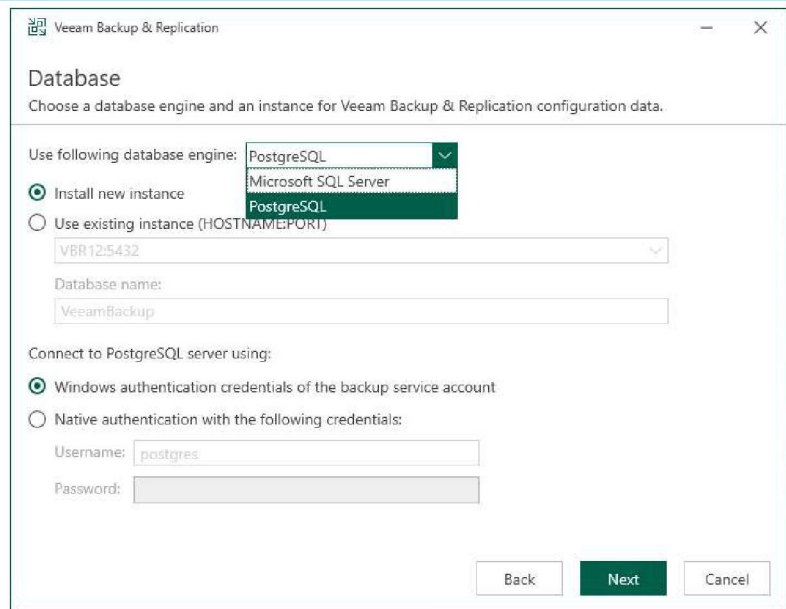 Veeam Backup & Replication
Database
Choose a database engine and an instance for Veeam Backup & Replication configuration data.
Use following database engine: PostgreSQL
Microsoft SQL Server
PostgreSQL
Install new instance
Use existing instance (HOSTNAME:PORT)
VBR12:5432
Database name:
VeeamBackup
Connect to PostgreSQL server using:
Windows authentication credentials of the backup service account
Native authentication with the following credentials:
Username: postgres
Password:
Back Next Cancel